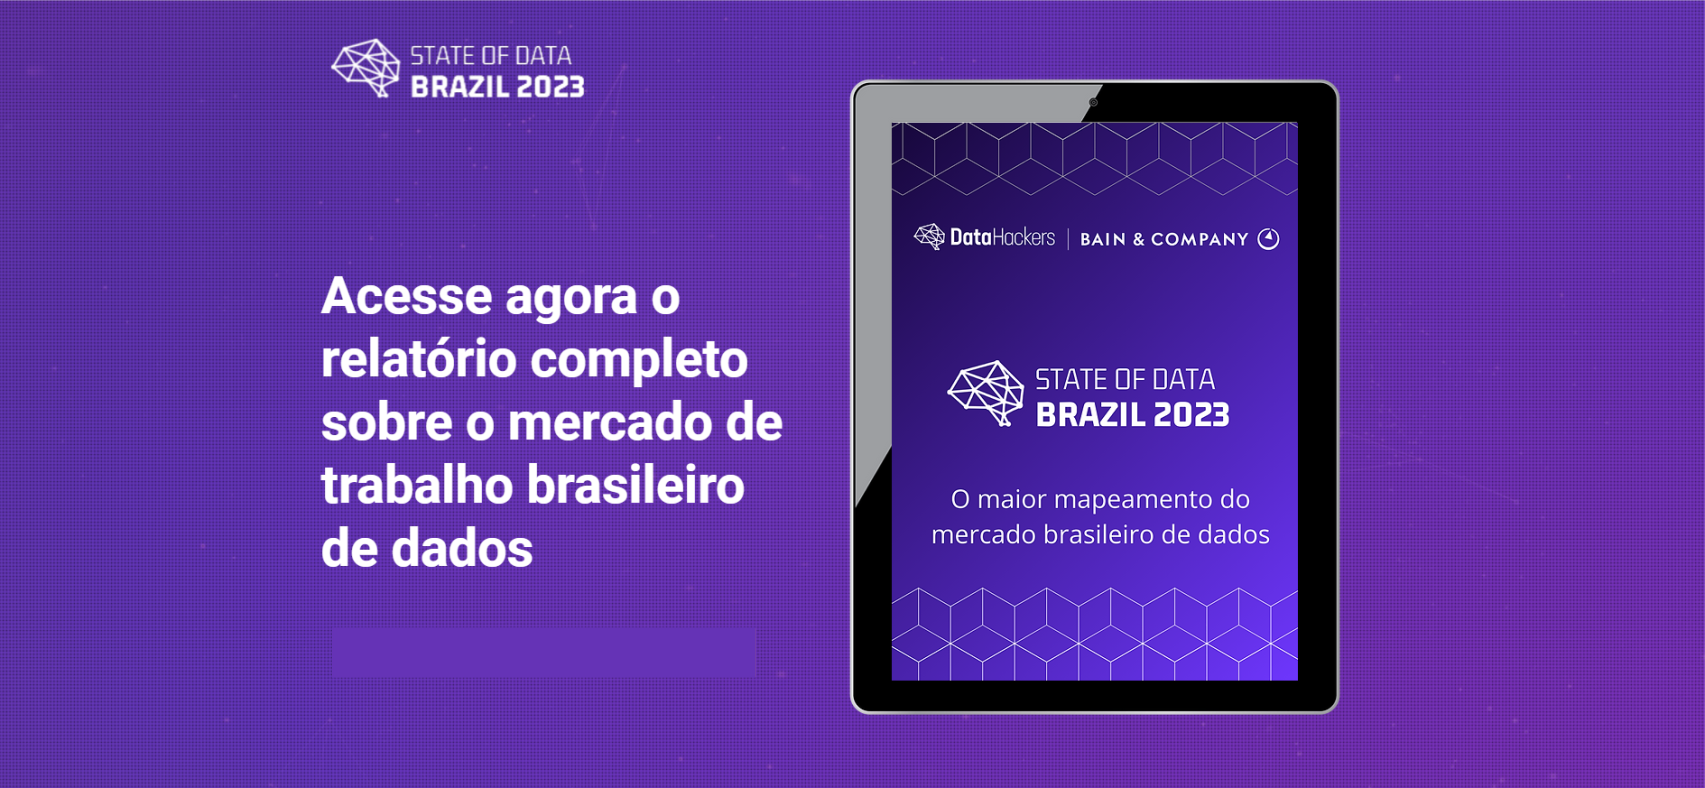 STATE OF DATA
BRAZIL 2023
Acesse agora o
relatório completo
sobre o mercado de
trabalho brasileiro
de dados
DataHackers | BAIN & COMPANY
STATE OF DATA
BRAZIL 2023
O maior mapeamento do
mercado brasileiro de dados